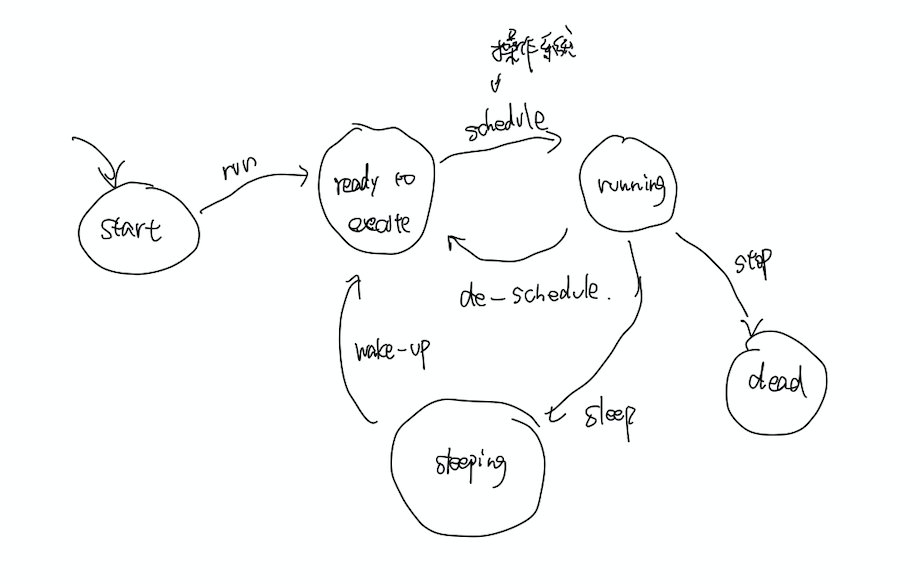 操作系统
schedule
run
ready to
execute
running
start
stop
de-schedule.
wake-up
dead
sleep
sleeping